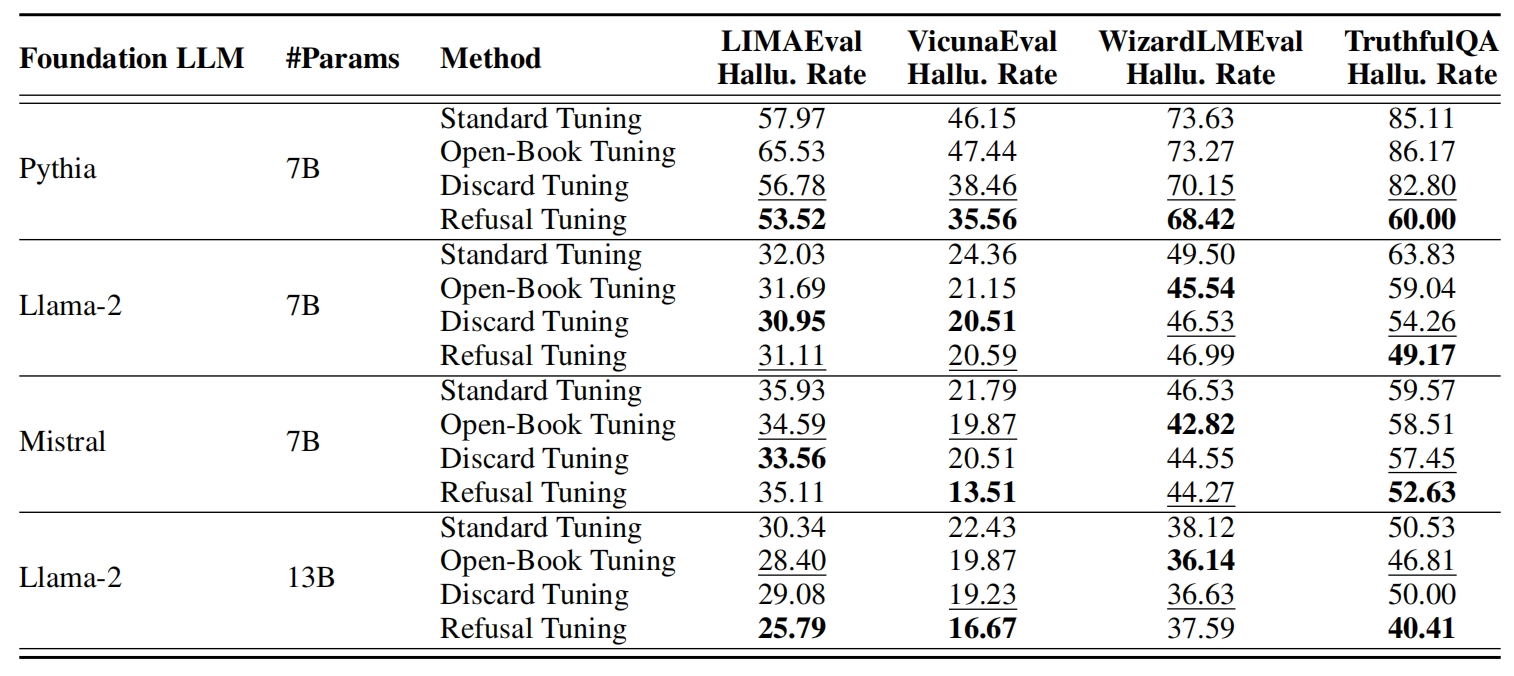 Foundation LLM #Params Method LIMAEval Hallu. Rate VicunaEval Hallu. Rate WizardLMEval Hallu. Rate TruthfulQA Hallu. Rate
Pythia 7B Standard Tuning 57.97 46.15 73.63 85.11
Open-Book Tuning 65.53 47.44 73.27 86.17
Discard Tuning 56.78 38.46 70.15 82.80
Refusal Tuning 53.52 35.56 68.42 60.00
Llama-2 7B Standard Tuning 32.03 24.36 49.50 63.83
Open-Book Tuning 31.69 21.15 45.54 59.04
Discard Tuning 30.95 20.51 46.53 54.26
Refusal Tuning 31.11 20.59 46.99 49.17
Mistral 7B Standard Tuning 35.93 21.79 46.53 59.57
Open-Book Tuning 34.59 19.87 42.82 58.51
Discard Tuning 33.56 20.51 44.55 57.45
Refusal Tuning 35.11 13.51 44.27 52.63
Llama-2 13B Standard Tuning 30.34 22.43 38.12 50.53
Open-Book Tuning 28.40 19.87 36.14 46.81
Discard Tuning 29.08 19.23 36.63 50.00
Refusal Tuning 25.79 16.67 37.59 40.41